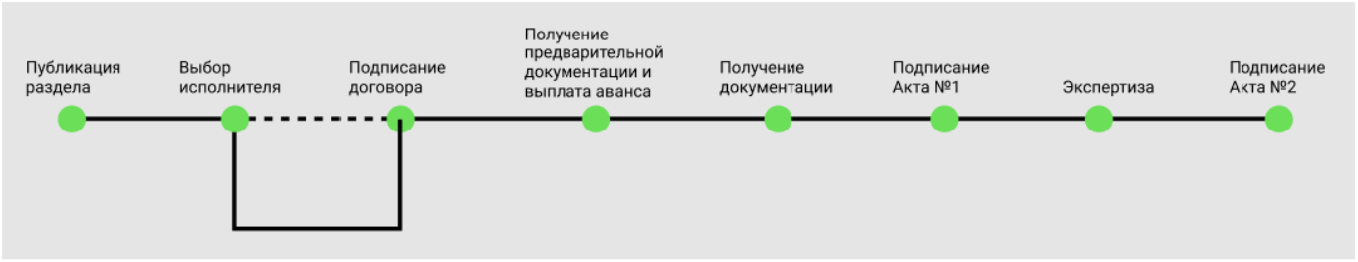 Публикация
раздела
Выбор
исполнителя
Подписание
договора
Получение
предварительной
документации и
выплата аванса
Получение
документации
Подписание
Акта №1
Экспертиза
Подписание
Акта №2